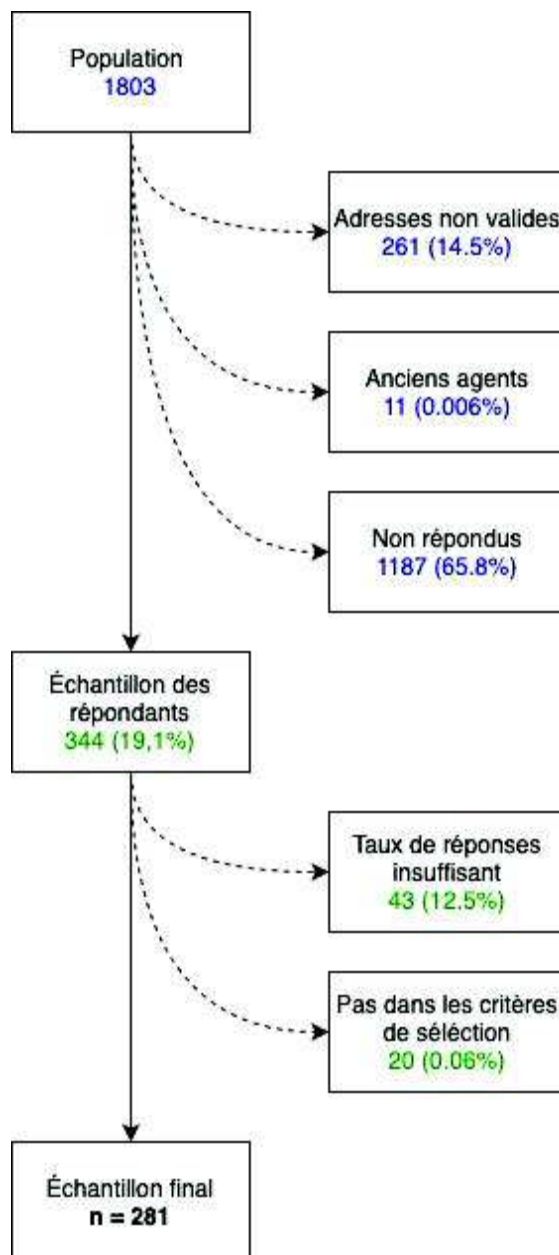 Population
1803
Adresses non valides
261 (14.5%)
Anciens agents
11 (0.006%)
Non répondus
1187 (65.8%)
Échantillon des
répondants
344 (19,1%)
Taux de réponses
insuffisant
43 (12.5%)
Pas dans les critères
de séléction
20 (0.06%)
Échantillon final
n = 281